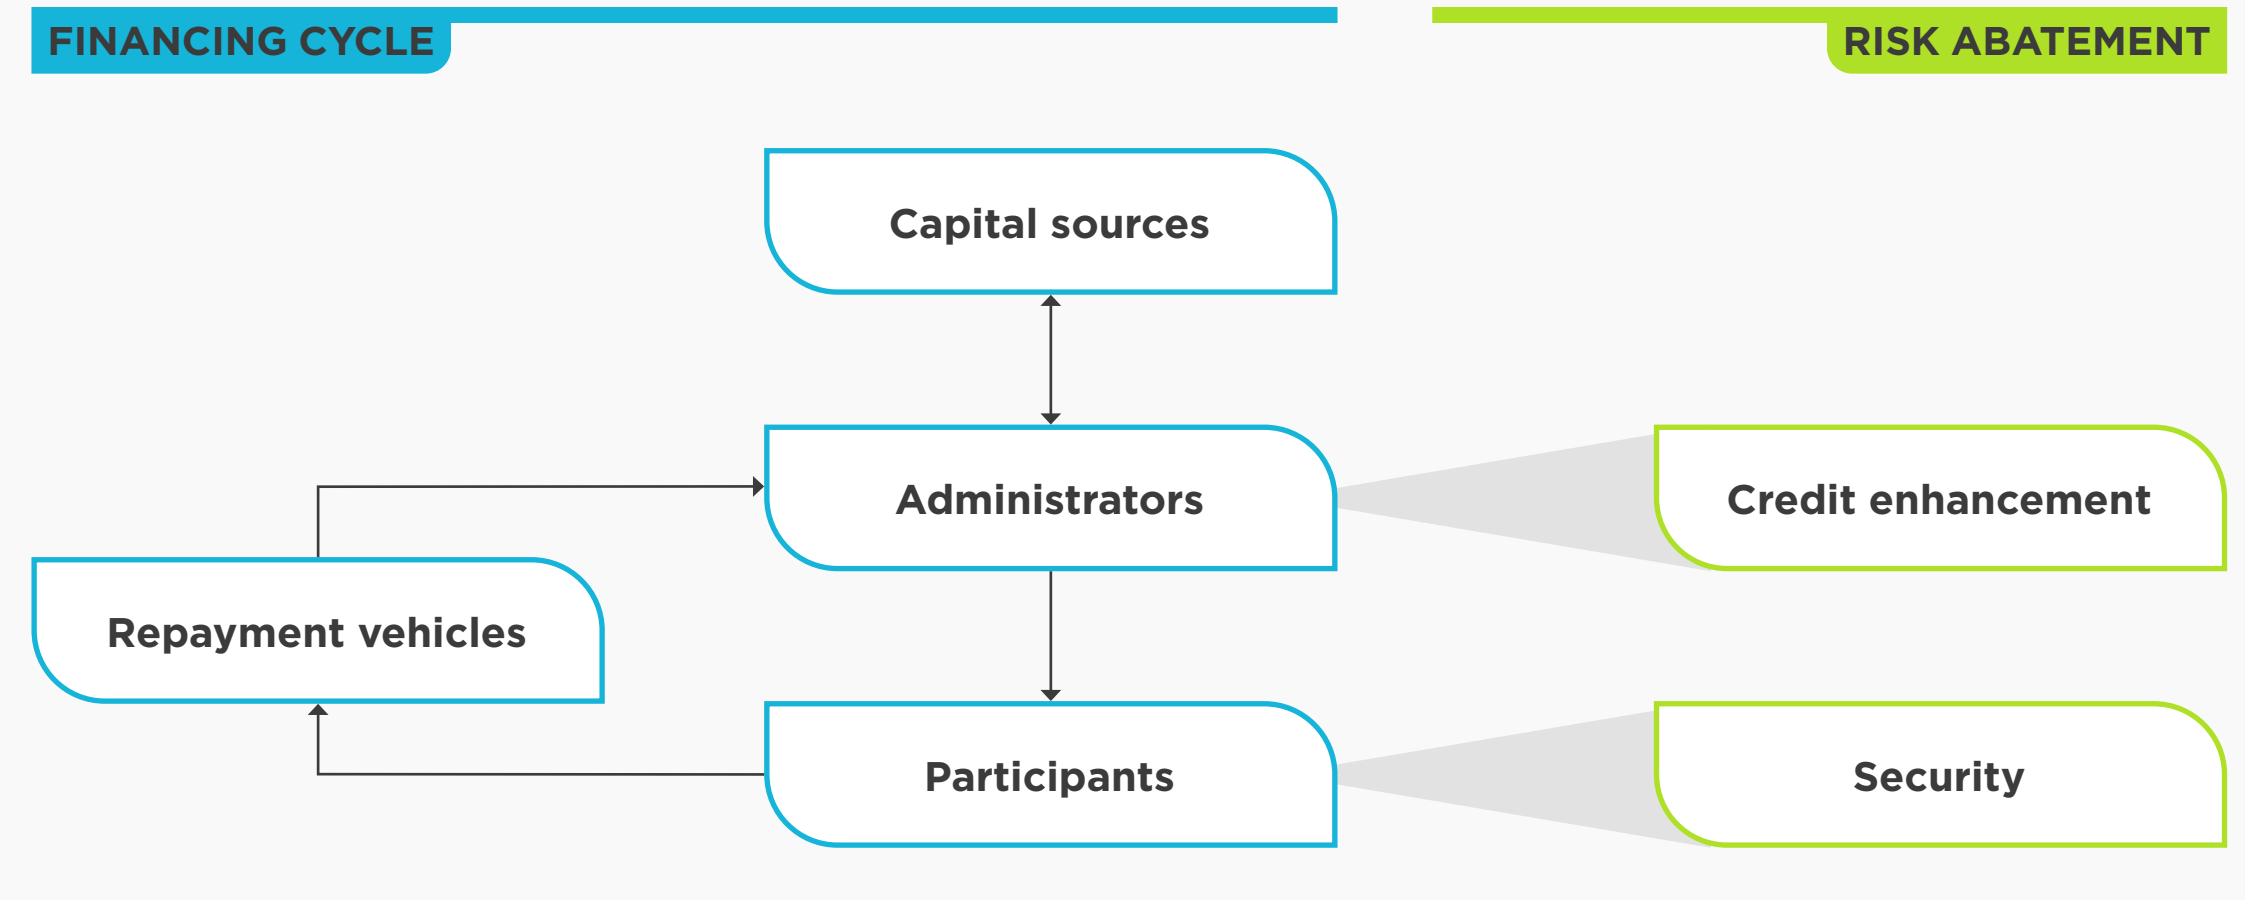 FINANCING CYCLE
RISK ABATEMENT
Capital sources
Administrators
Credit enhancement
Repayment vehicles
Participants
Security